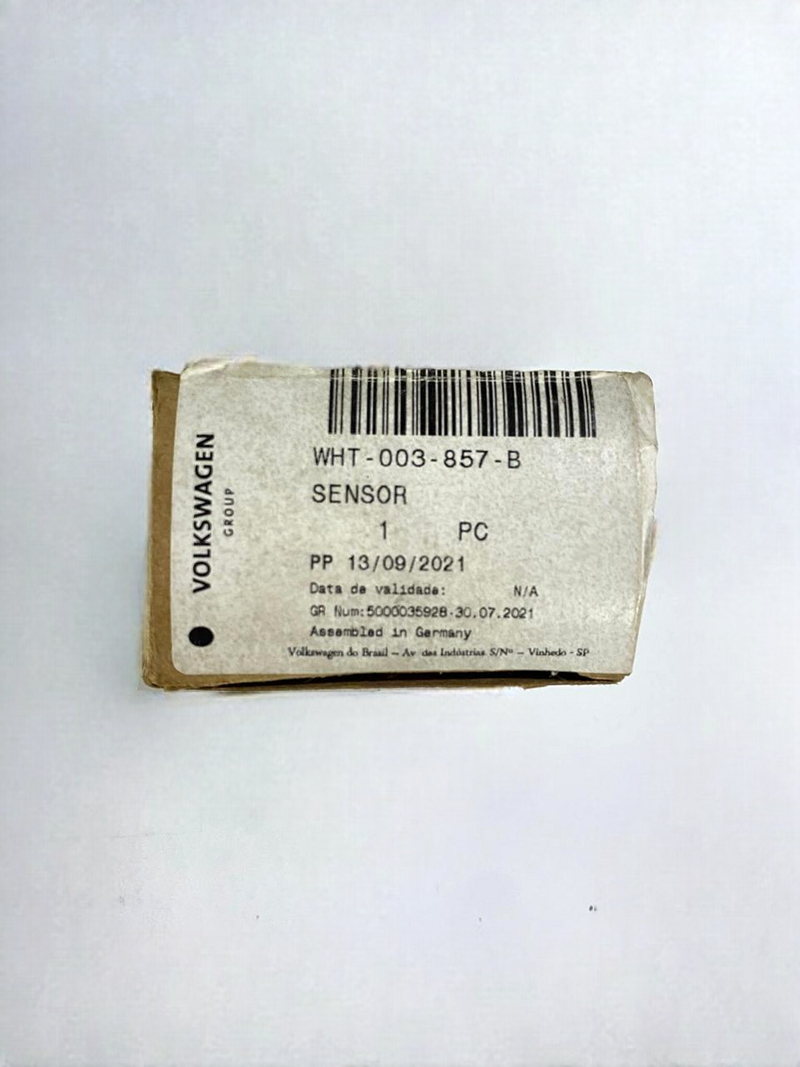 VOLKSWAGEN
GROUP
WHT-003-857-B
SENSOR
1 PC
PP 13/09/2021
Data de validade: N/A
GR Num:5000035928-30.07.2021
Assembled in Germany
Volkswagen do Brasil – Av das Indústrias S/Nº – Vinhedo - SP